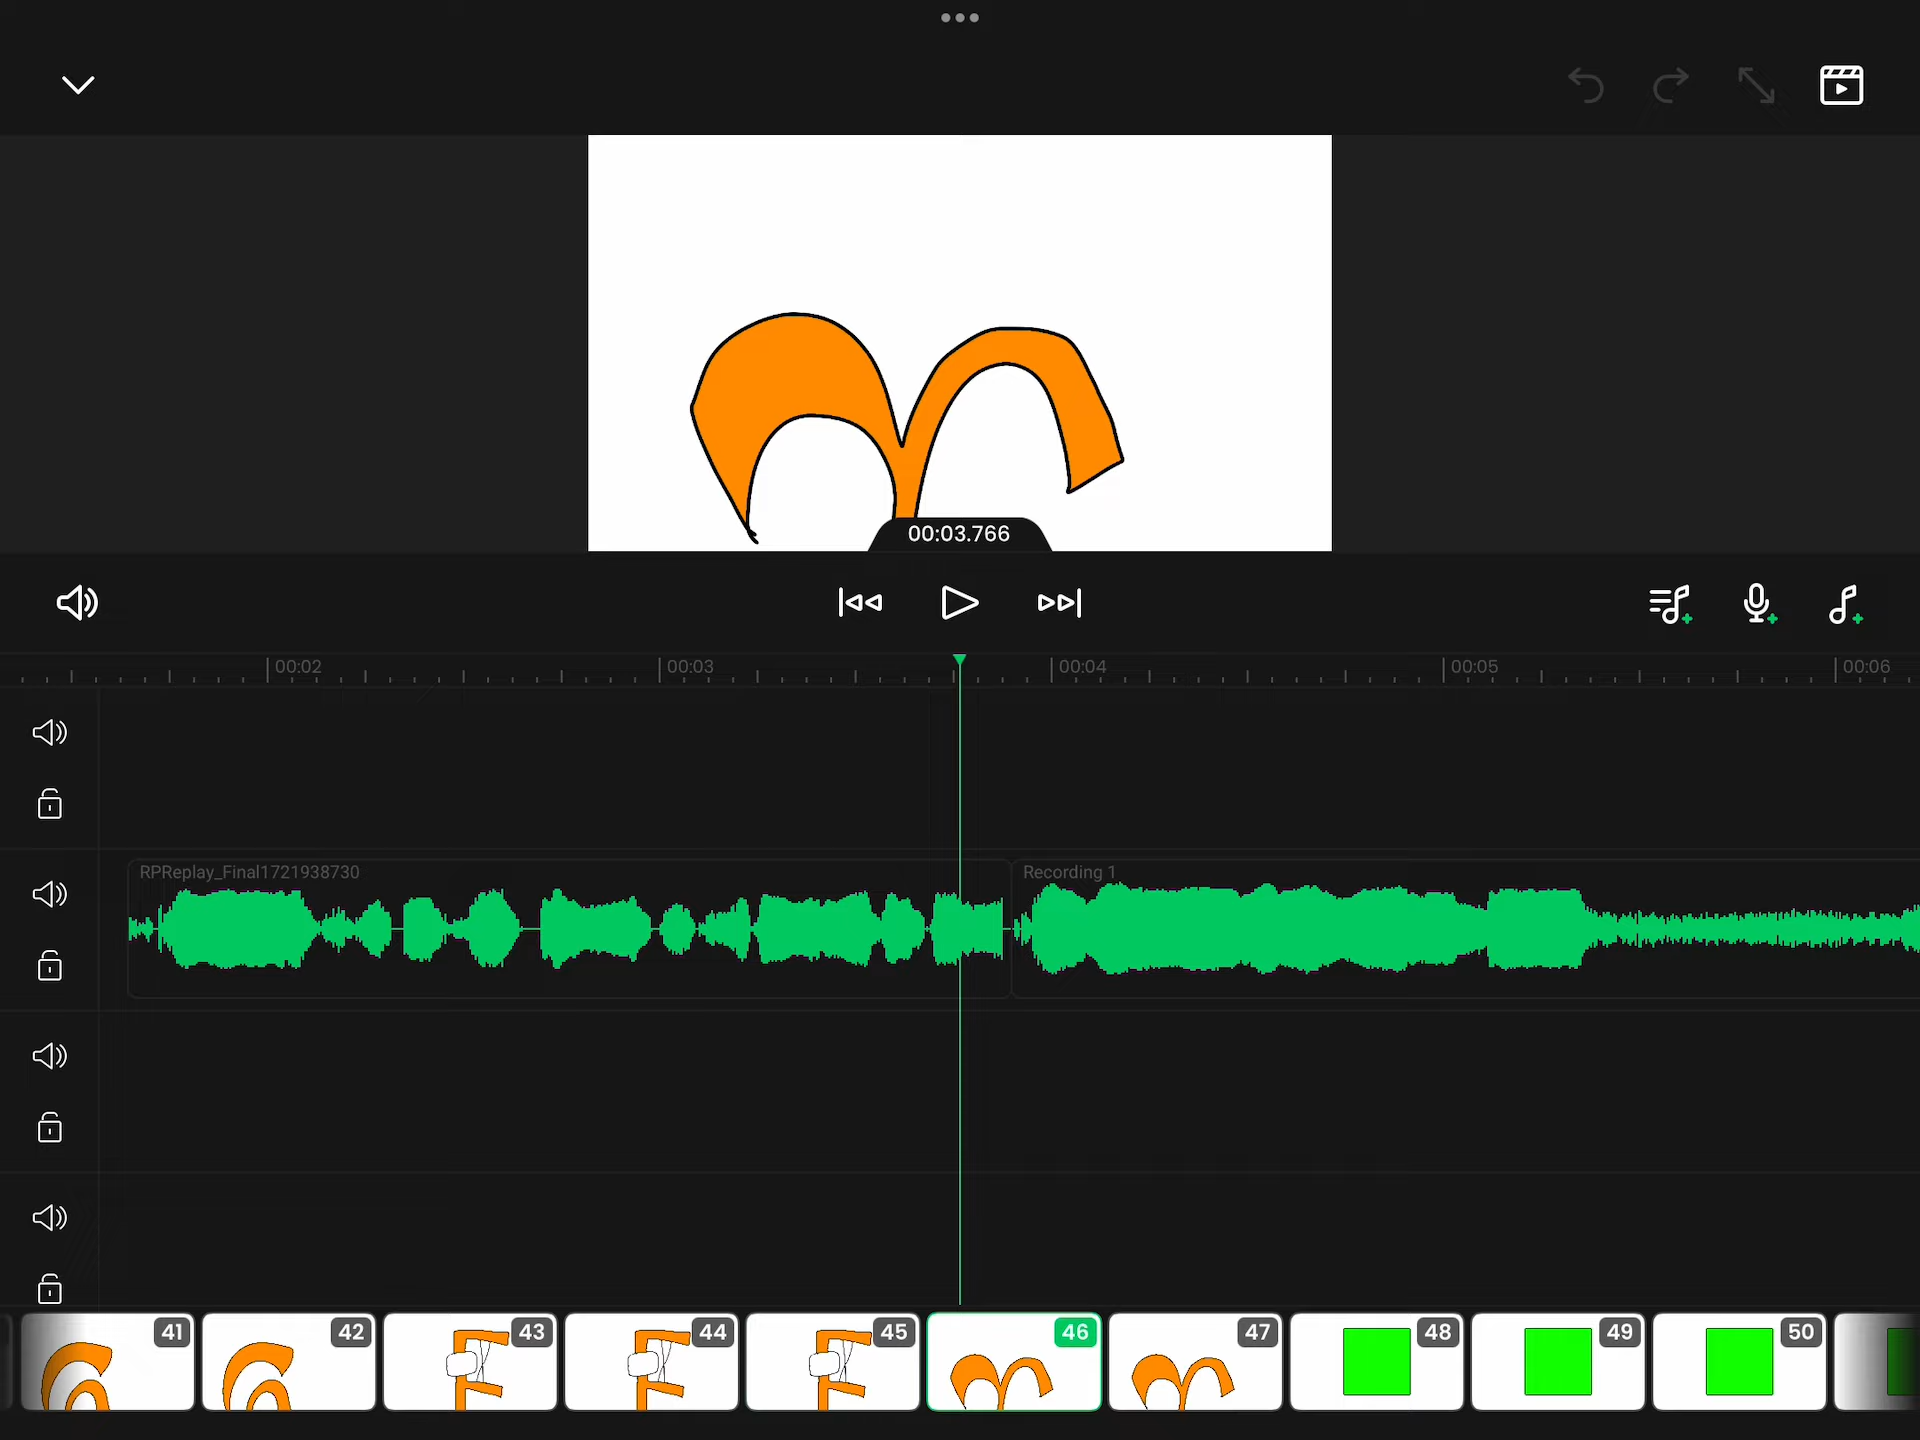 00:03.766
00:02 00:03 00:04 00:05 00:06
RPReplay_Final1721938730 Recording 1
41 42 43 44 45 46 47 48 49 50